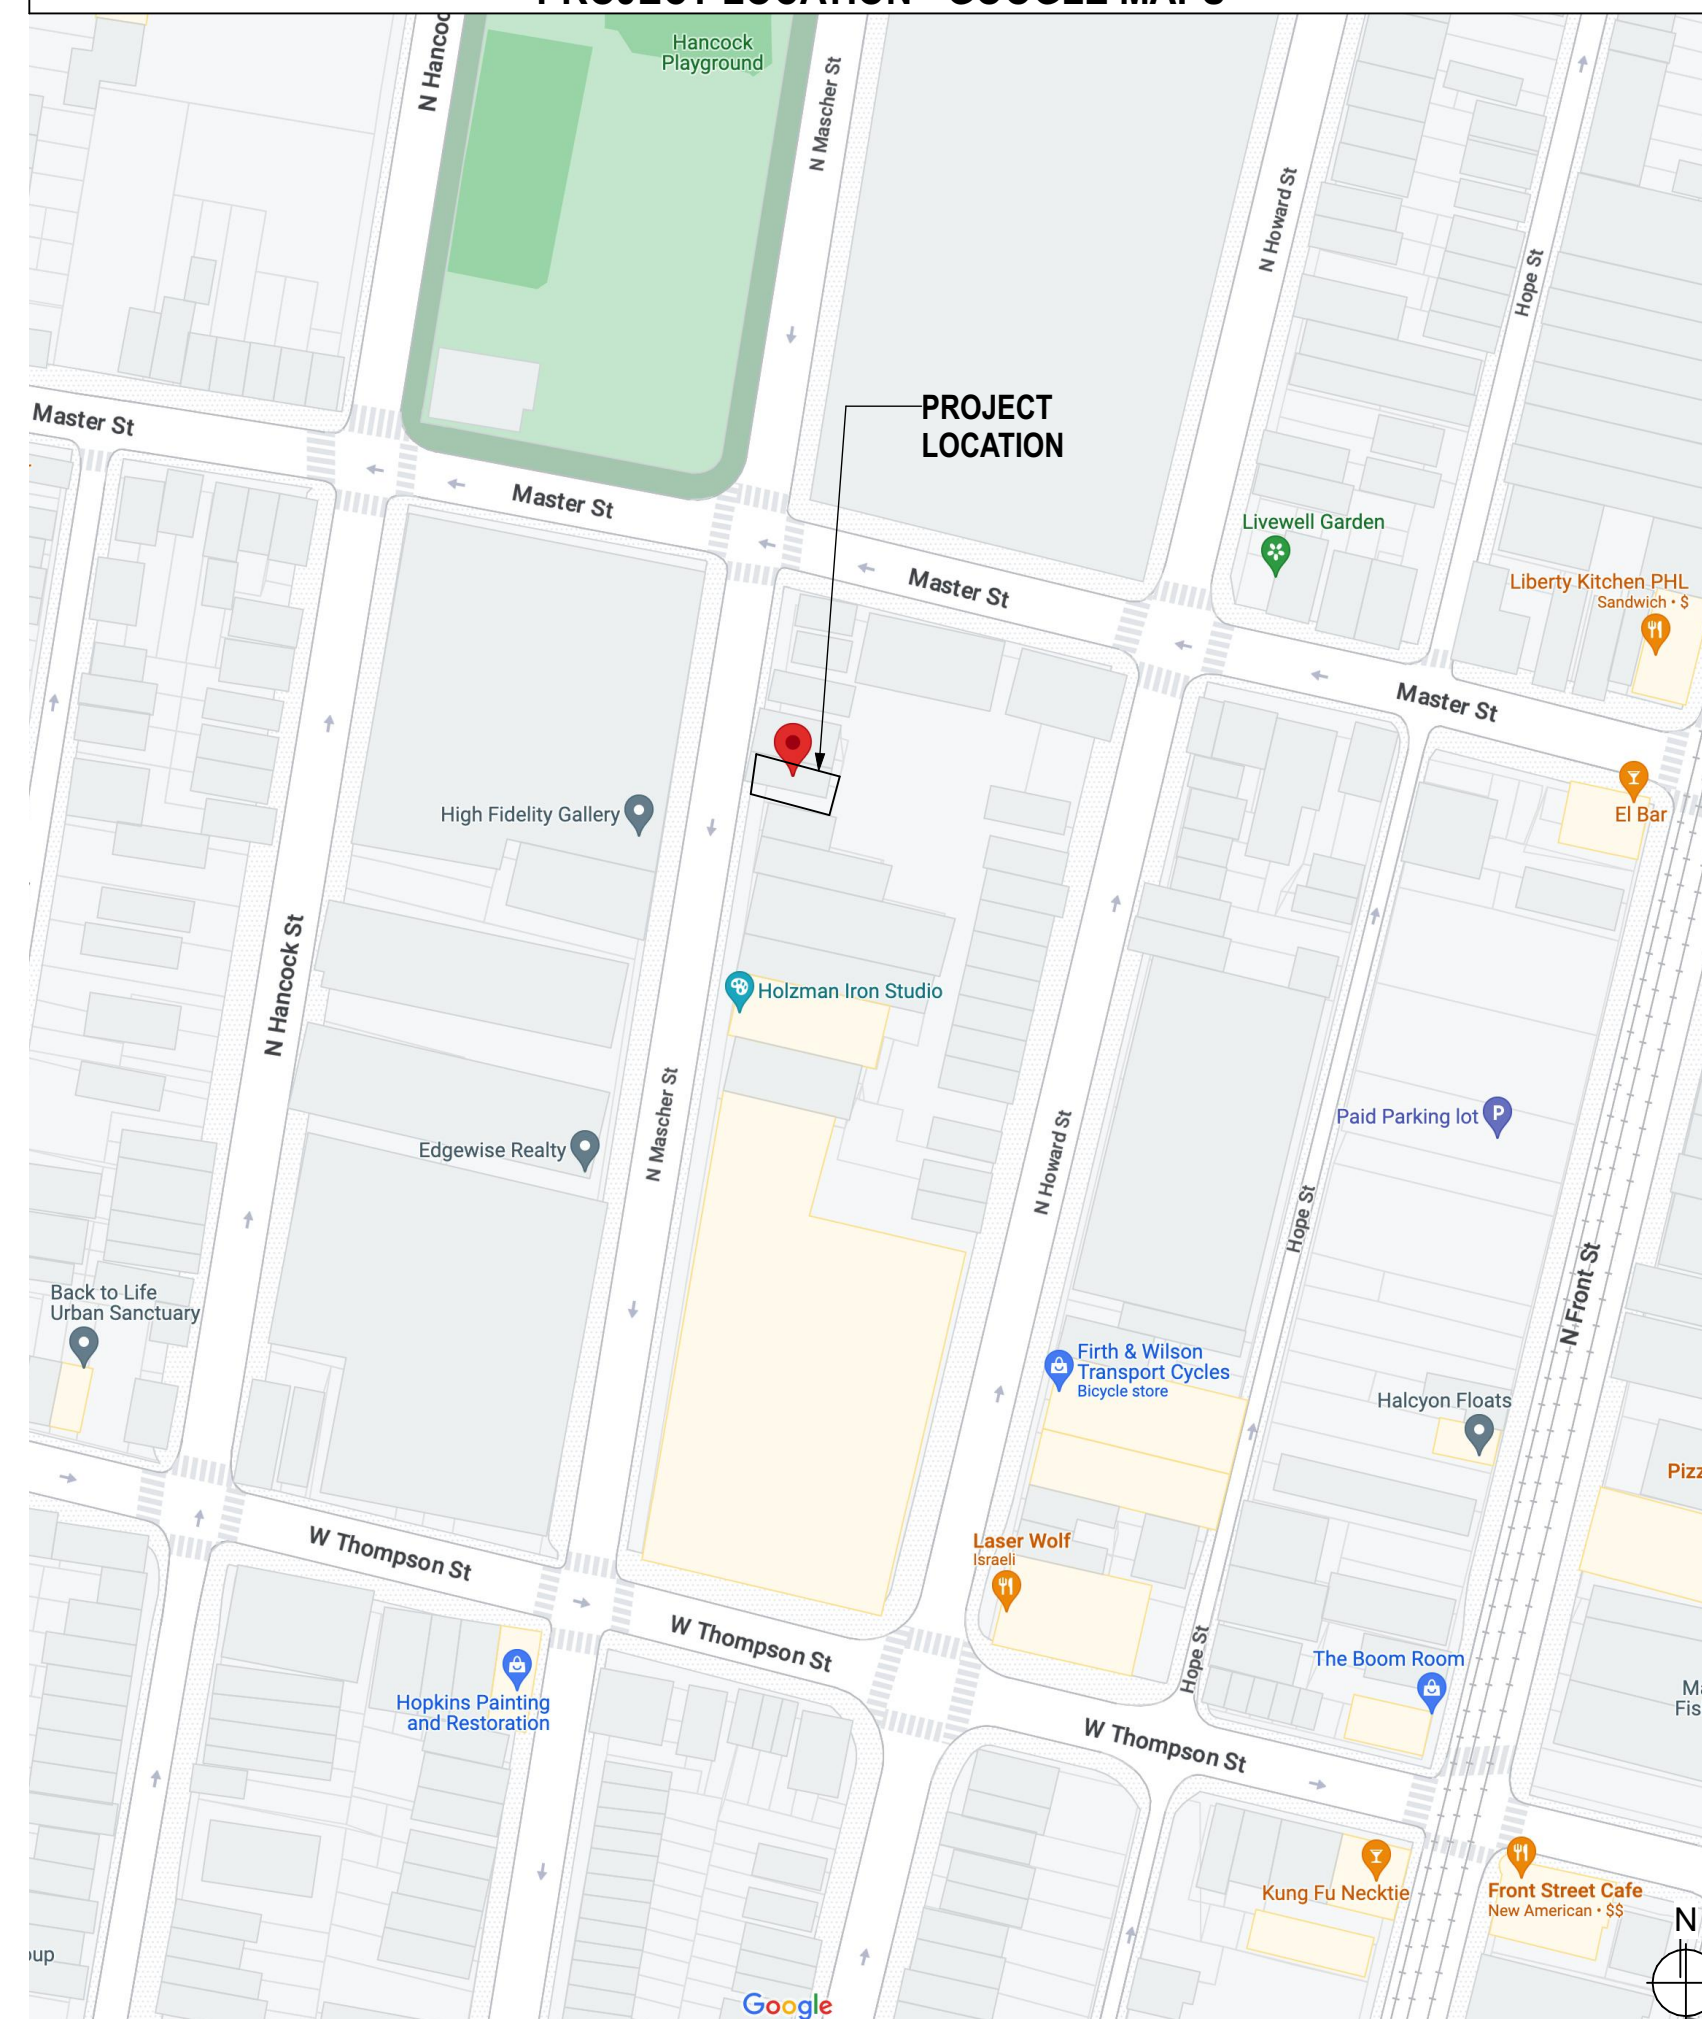 PROJECT LOCATION - GOOGLE MAPS
Hancock
Playground
N Mascher St
N Howard St
Hope St
PROJECT
LOCATION
Master St
Master St
Master St
Master St
Livewell Garden
Liberty Kitchen PHL
Sandwich • $
El Bar
High Fidelity Gallery
N Hancock St
Holzman Iron Studio
N Mascher St
Edgewise Realty
N Howard St
Paid Parking lot
P
Hope St
N Front St
Back to Life
Urban Sanctuary
Firth & Wilson
Transport Cycles
Bicycle store
Halcyon Floats
Laser Wolf
Israeli
W Thompson St
W Thompson St
W Thompson St
Hope St
The Boom Room
Hopkins Painting
and Restoration
Kung Fu Necktie
Front Street Cafe
New American • $$
N
Google